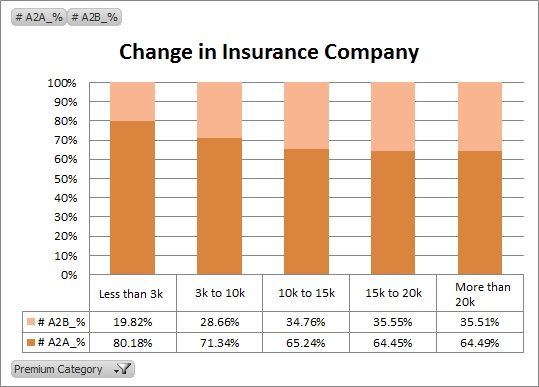 # A2A_% # A2B_%
Change in Insurance Company
100%
90%
80%
70%
60%
50%
40%
30%
20%
10%
0%
Less than 3k 3k to 10k 10k to 15k 15k to 20k More than
20k
# A2B_% 19.82% 28.66% 34.76% 35.55% 35.51%
# A2A_% 80.18% 71.34% 65.24% 64.45% 64.49%
Premium Category